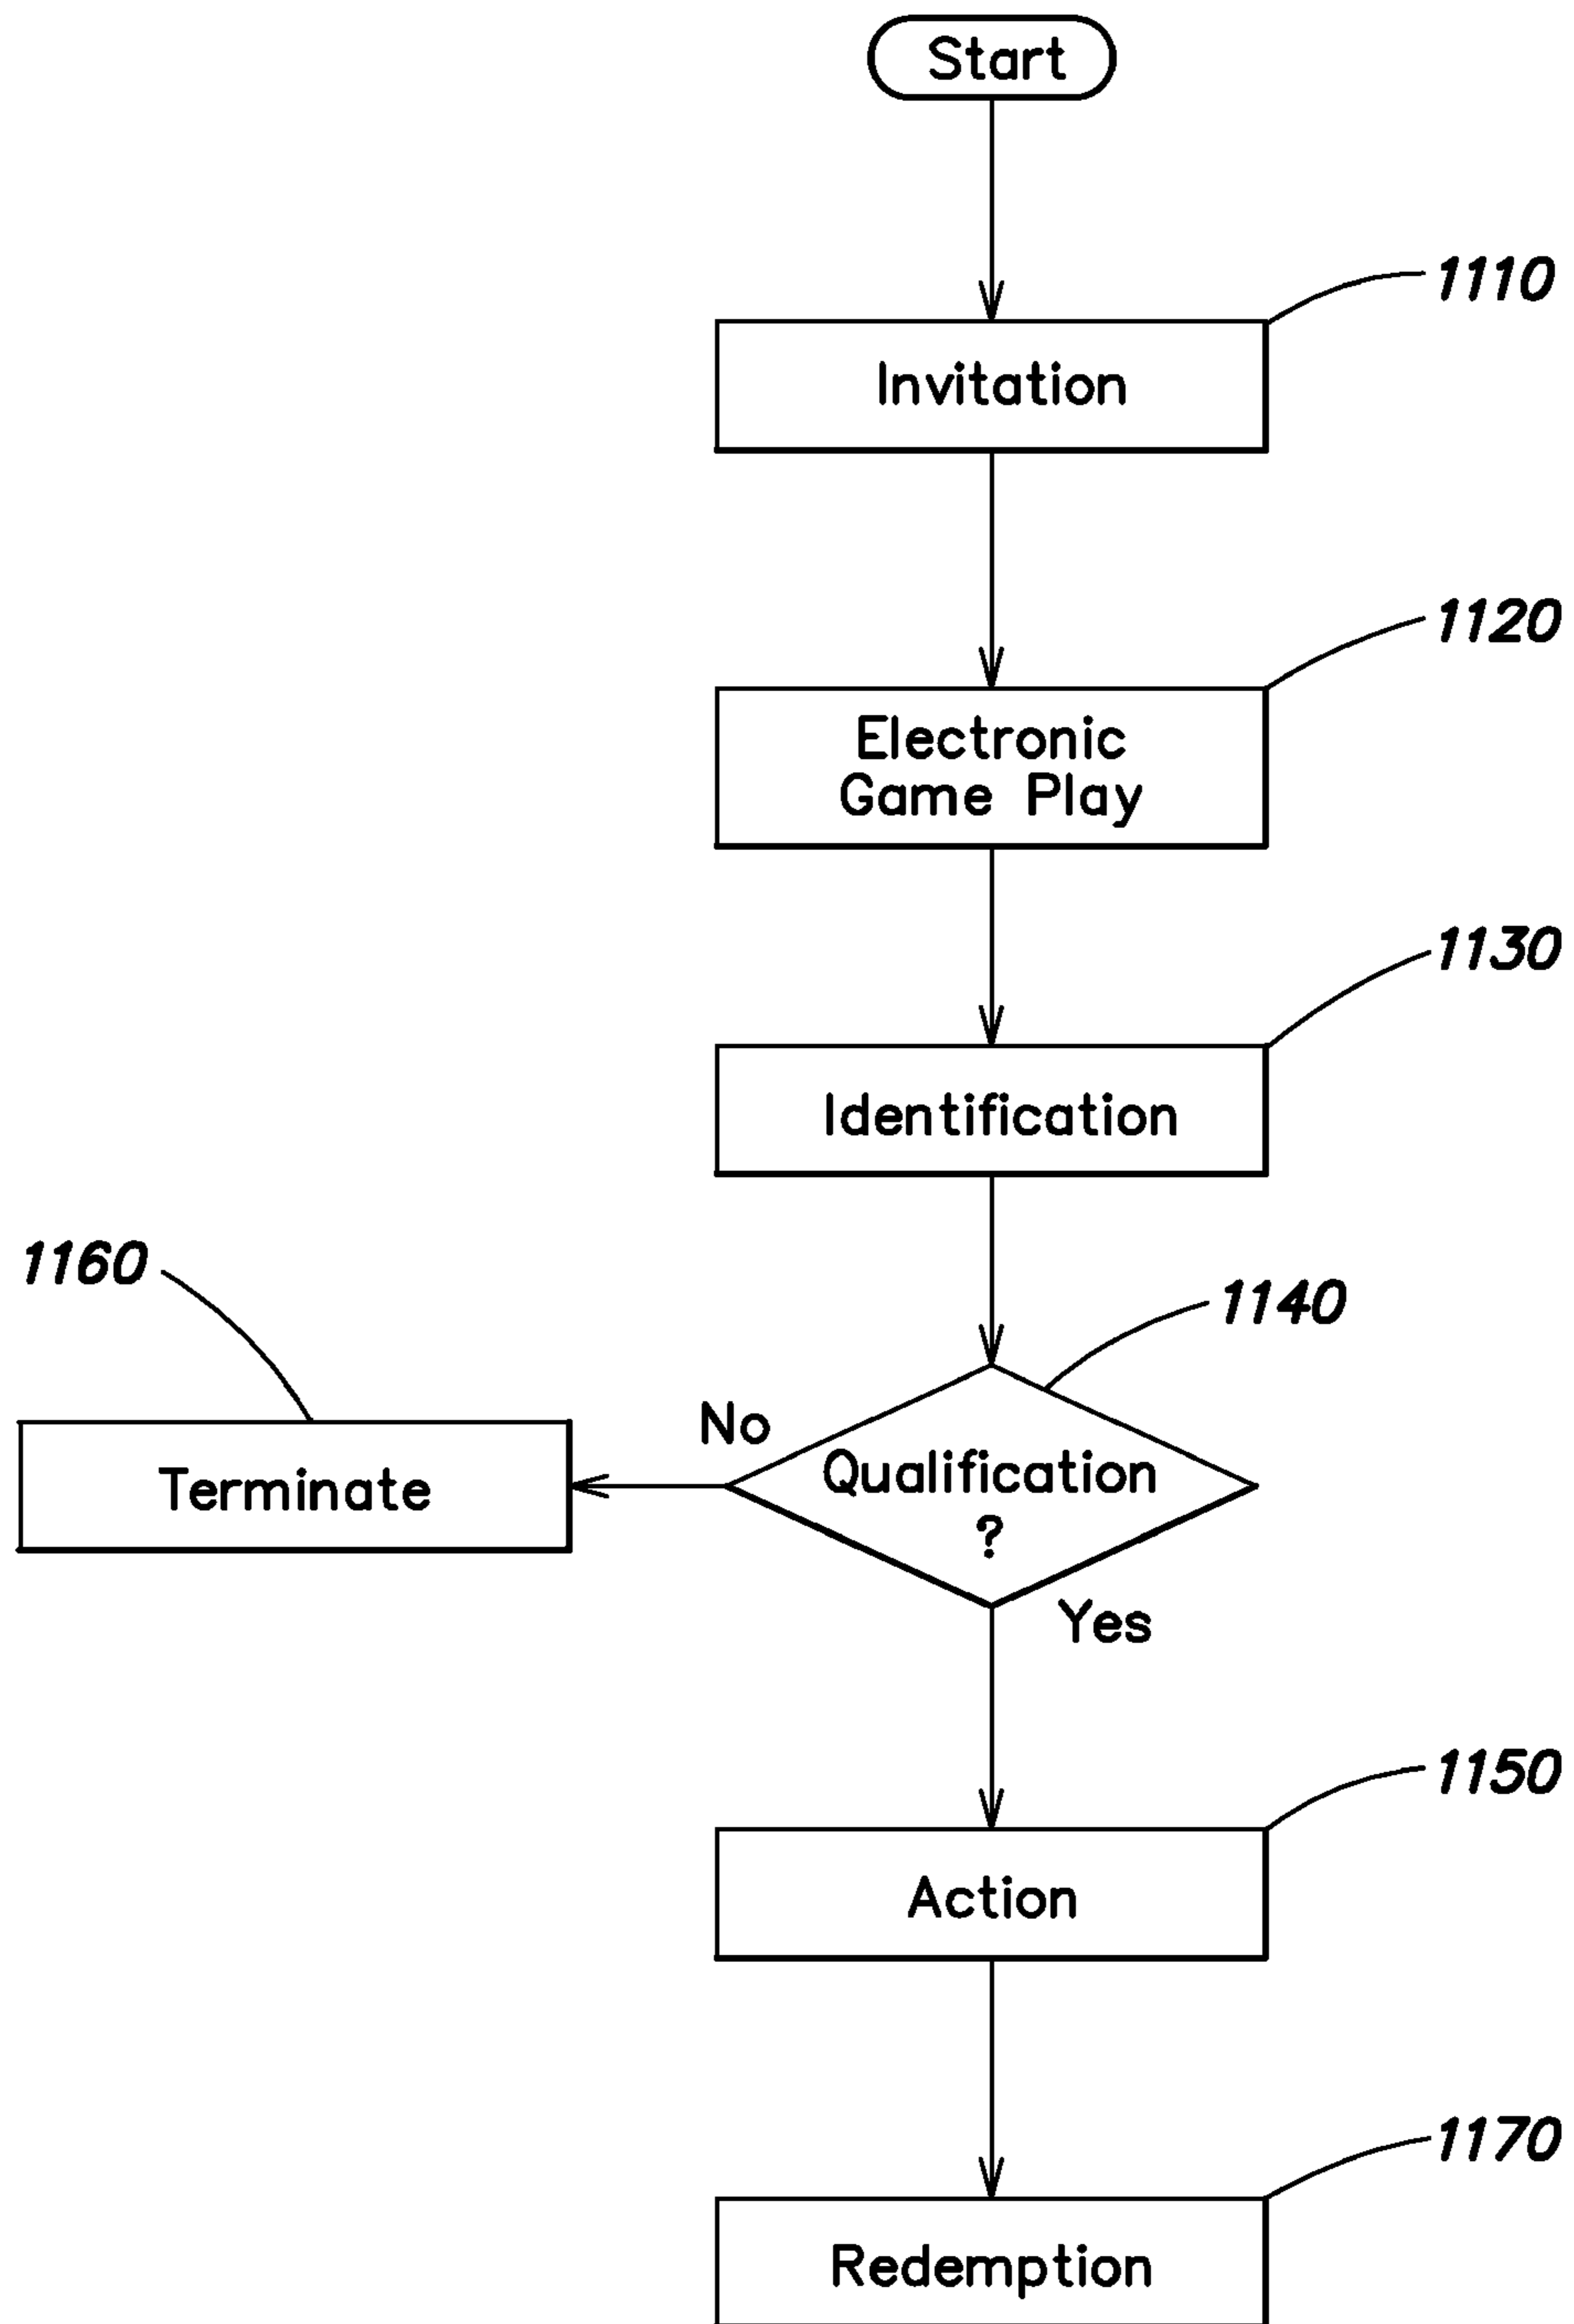 Start
1110
Invitation
1120
Electronic
Game Play
1130
Identification
1160
1140
No
Terminate
Qualification
?
Yes
1150
Action
1170
Redemption